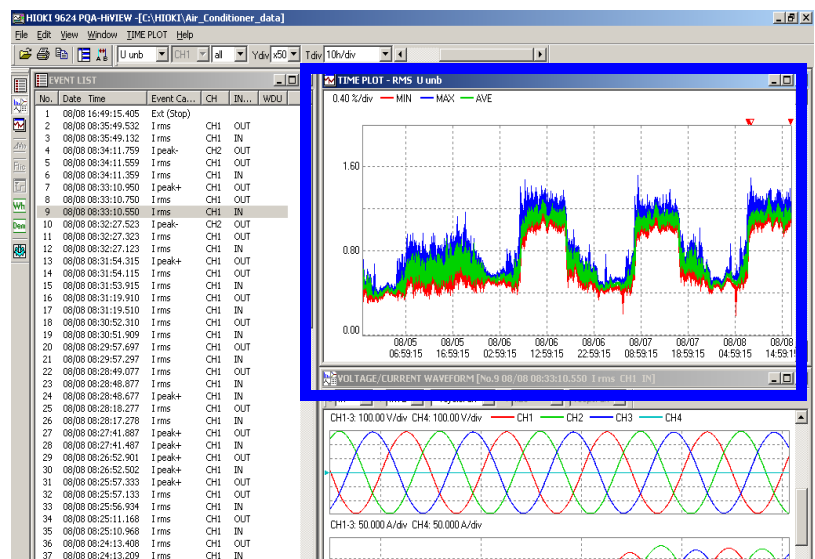 HIOKI 9624 PQA-HiVIEW -[C:\HIOKI\Air_Conditioner_data]
File Edit View Window TIME PLOT Help
U unb CH1 all Ydiv x50 Tdiv 10h/div
EVENT LIST
No. Date Time Event Ca... CH IN... WDU
1 08/08 16:49:15.405 Ext (Stop)
2 08/08 08:35:49.532 I rms CH1 OUT
3 08/08 08:35:49.132 I rms CH1 IN
4 08/08 08:34:11.759 I peak- CH2 OUT
5 08/08 08:34:11.559 I rms CH1 OUT
6 08/08 08:34:11.359 I rms CH1 IN
7 08/08 08:33:10.950 I peak+ CH1 OUT
8 08/08 08:33:10.750 I rms CH1 OUT
9 08/08 08:33:10.550 I rms CH1 IN
10 08/08 08:32:27.523 I peak- CH2 OUT
11 08/08 08:32:27.323 I rms CH1 OUT
12 08/08 08:32:27.123 I rms CH1 IN
13 08/08 08:31:54.315 I peak+ CH1 OUT
14 08/08 08:31:54.115 I rms CH1 OUT
15 08/08 08:31:53.915 I rms CH1 IN
16 08/08 08:31:19.910 I rms CH1 OUT
17 08/08 08:31:19.510 I rms CH1 IN
18 08/08 08:30:52.310 I rms CH1 OUT
19 08/08 08:30:51.909 I rms CH1 IN
20 08/08 08:29:57.697 I rms CH1 OUT
21 08/08 08:29:57.297 I rms CH1 IN
22 08/08 08:28:49.077 I rms CH1 OUT
23 08/08 08:28:48.877 I rms CH1 IN
24 08/08 08:28:48.677 I peak+ CH1 IN
25 08/08 08:28:18.277 I rms CH1 OUT
26 08/08 08:28:17.278 I rms CH1 IN
27 08/08 08:27:41.887 I peak+ CH1 OUT
28 08/08 08:27:41.487 I peak+ CH1 IN
29 08/08 08:26:52.901 I peak+ CH1 OUT
30 08/08 08:26:52.502 I peak+ CH1 IN
31 08/08 08:25:57.333 I peak+ CH1 OUT
32 08/08 08:25:57.133 I rms CH1 OUT
33 08/08 08:25:56.934 I rms CH1 IN
34 08/08 08:25:11.168 I rms CH1 OUT
35 08/08 08:25:10.968 I rms CH1 IN
36 08/08 08:24:13.408 I rms CH1 OUT
37 08/08 08:24:13.209 I rms CH1 IN
Wh
Dem
TIME PLOT - RMS U unb
0.40 %/div MIN MAX AVE
1.60
0.80
0.00
08/05 08/05 08/06 08/06 08/06 08/07 08/07 08/08 08/08
06:59:15 16:59:15 02:59:15 12:59:15 22:59:15 08:59:15 18:59:15 04:59:15 14:59:15
VOLTAGE/CURRENT WAVEFORM [No.9 08/08 08:33:10.550 I rms CH1 IN]
CH1-3: 100.00 V/div CH4: 100.00 V/div CH1 CH2 CH3 CH4
CH1-3: 50.000 A/div CH4: 50.000 A/div